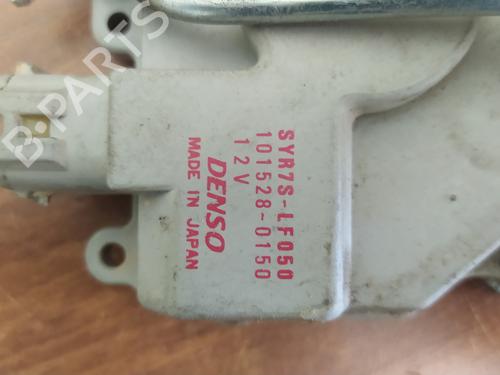 SYR7S-LF050
101528-0150
12V
DENSO
MADE IN JAPAN
B-PARTS